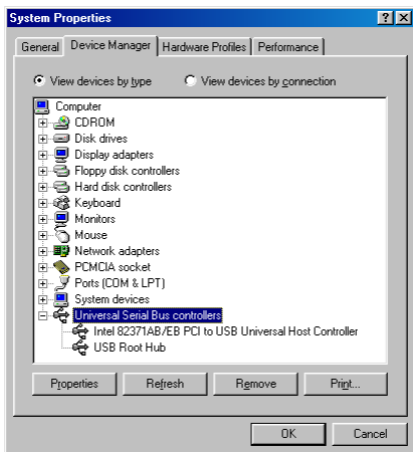 System Properties
General Device Manager Hardware Profiles Performance
View devices by type View devices by connection
Computer
CDROM
Disk drives
Display adapters
Floppy disk controllers
Hard disk controllers
Keyboard
Monitors
Mouse
Network adapters
PCMCIA socket
Ports (COM & LPT)
System devices
Universal Serial Bus controllers
Intel 82371AB/EB PCI to USB Universal Host Controller
USB Root Hub
Properties Refresh Remove Print...
OK Cancel